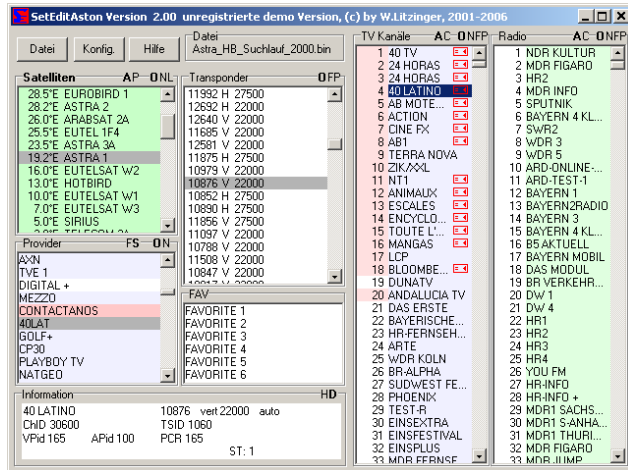 SetEditAston Version 2.00 unregistrierte demo Version, (c) by W.Litzinger, 2001-2006
Datei
Konfig.
Hilfe
Datei
Astra_HB_Suchlauf_2000.bin
Satelliten AP ONL
28.5°E EUROBIRD 1
28.2°E ASTRA 2
26.0°E ARABSAT 2A
25.5°E EUTEL 1F4
23.5°E ASTRA 3A
19.2°E ASTRA 1
16.0°E EUTELSAT W2
13.0°E HOTBIRD
10.0°E EUTELSAT W1
7.0°E EUTELSAT W3
5.0°E SIRIUS
Transponder OFP
11992 H 27500
12692 H 22000
12640 V 22000
11685 V 22000
12581 V 22000
11875 H 27500
10979 V 22000
10876 V 22000
10852 H 27500
10890 H 27500
11856 V 27500
11097 V 22000
10788 V 22000
11508 V 22000
10847 V 22000
Provider FS ON
AXN
TVE 1
DIGITAL +
MEZZO
CONTACTANOS
40LAT
GOLF+
CP30
PLAYBOY TV
NATGEO
FAV
FAVORITE 1
FAVORITE 2
FAVORITE 3
FAVORITE 4
FAVORITE 5
FAVORITE 6
Information HD
40 LATINO 10876 vert 22000 auto
ChID 30600 TSID 1060
VPid 165 APid 100 PCR 165
ST: 1
TV Kanäle AC ONFP
1 40 TV
2 24 HORAS
3 24 HORAS
4 40 LATINO
5 AB MOTE...
6 ACTION
7 CINE FX
8 AB1
9 TERRA NOVA
10 ZIK/XXL
11 NT1
12 ANIMAUX
13 ESCALES
14 ENCYCLO...
15 TOUTE L'...
16 MANGAS
17 LCP
18 BLOOMBE...
19 DUNATV
20 ANDALUCIA TV
21 DAS ERSTE
22 BAYERISCHE...
23 HR-FERNSEH...
24 ARTE
25 WDR KOLN
26 BR-ALPHA
27 SUDWEST FE...
28 PHOENIX
29 TEST-R
30 EINSEXTRA
31 EINSFESTIVAL
32 EINSPLUS
33 MDR FERNSE...
Radio AC ONFP
1 NDR KULTUR
2 MDR FIGARO
3 HR2
4 MDR INFO
5 SPUTNIK
6 BAYERN 4 KL...
7 SWR2
8 WDR 3
9 WDR 5
10 ARD-ONLINE-...
11 ARD-TEST-1
12 BAYERN 1
13 BAYERN2RADIO
14 BAYERN 3
15 BAYERN 4 KL...
16 B5 AKTUELL
17 BAYERN MOBIL
18 DAS MODUL
19 BR VERKEHR...
20 DW 1
21 DW 4
22 HR1
23 HR2
24 HR3
25 HR4
26 YOU FM
27 HR-INFO
28 HR-INFO +
29 MDR1 SACHS...
30 MDR1 S-ANHA...
31 MDR1 THURI...
32 MDR FIGARO
33 MDR JUMP